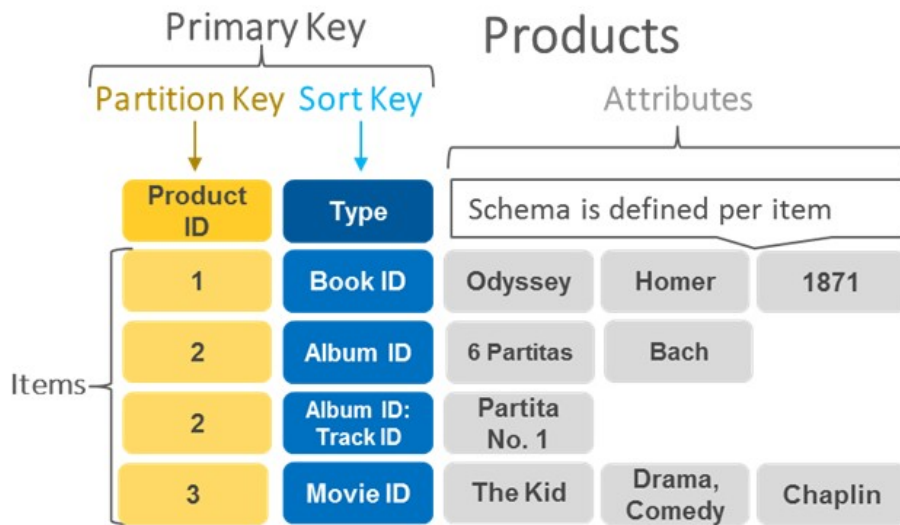 Primary Key
Products
Partition Key
Sort Key
Attributes
Product
ID
Type
Schema is defined per item
1
Book ID
Odyssey
Homer
1871
2
Album ID
6 Partitas
Bach
Items
2
Album ID:
Track ID
Partita
No. 1
3
Movie ID
The Kid
Drama,
Comedy
Chaplin